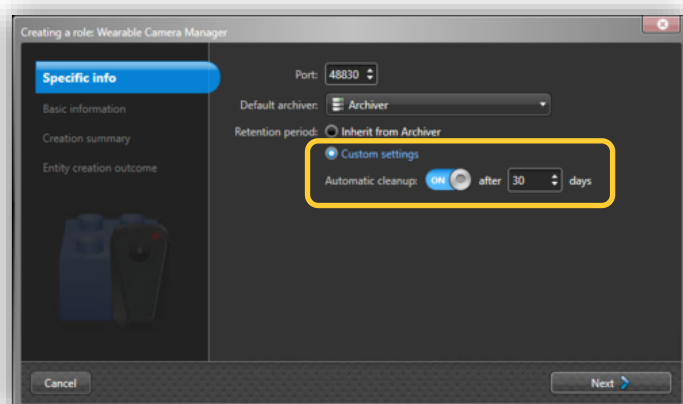 Creating a role: Wearable Camera Manager
Specific info
Basic information
Creation summary
Entity creation outcome
Port: 48830
Default archiver: Archiver
Retention period: Inherit from Archiver
Custom settings
Automatic cleanup: ON after 30 days
Cancel
Next